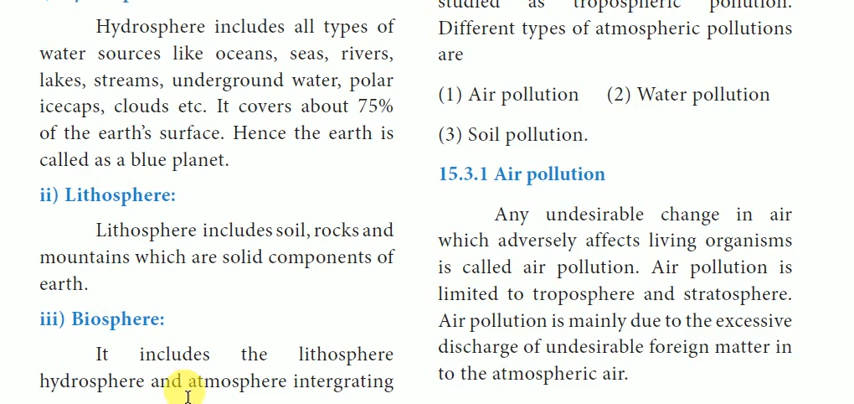 Hydrosphere includes all types of
water sources like oceans, seas, rivers,
lakes, streams, underground water, polar
icecaps, clouds etc. It covers about 75%
of the earth's surface. Hence the earth is
called as a blue planet.
ii) Lithosphere:
Lithosphere includes soil, rocks and
mountains which are solid components of
earth.
iii) Biosphere:
It includes the lithosphere
hydrosphere and atmosphere intergrating
studied as tropospheric pollution.
Different types of atmospheric pollutions
are
(1) Air pollution (2) Water pollution
(3) Soil pollution.
15.3.1 Air pollution
Any undesirable change in air
which adversely affects living organisms
is called air pollution. Air pollution is
limited to troposphere and stratosphere.
Air pollution is mainly due to the excessive
discharge of undesirable foreign matter in
to the atmospheric air.